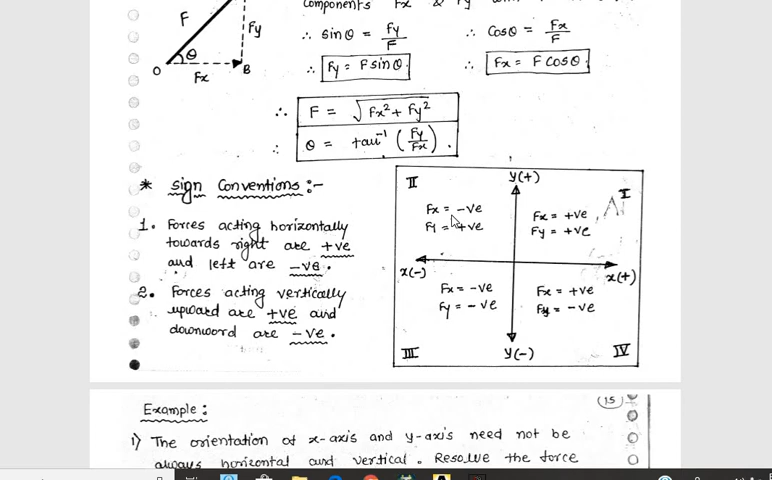 components Fx & Fy
F
Fy
θ
O
Fx
B
∴ sinθ = Fy/F
∴ cosθ = Fx/F
∴ Fy = F sinθ.
∴ Fx = F cosθ.
∴ F = √Fx² + Fy²
∴ θ = tan⁻¹ (Fy/Fx).
* Sign Conventions :-
1. Forces acting horizontally
towards right are +ve
and left are -ve.
2. Forces acting vertically
upward are +ve and
downword are -ve.
y(+)
II
I
Fx = -ve
Fy = +ve
Fx = +ve
Fy = +ve
x(-)
x(+)
Fx = -ve
Fy = -ve
Fx = +ve
Fy = -ve
III
y(-)
IV
15
Example :
1) The orientation of x-axis and y-axis need not be
always horizontal and vertical. Resolve the force